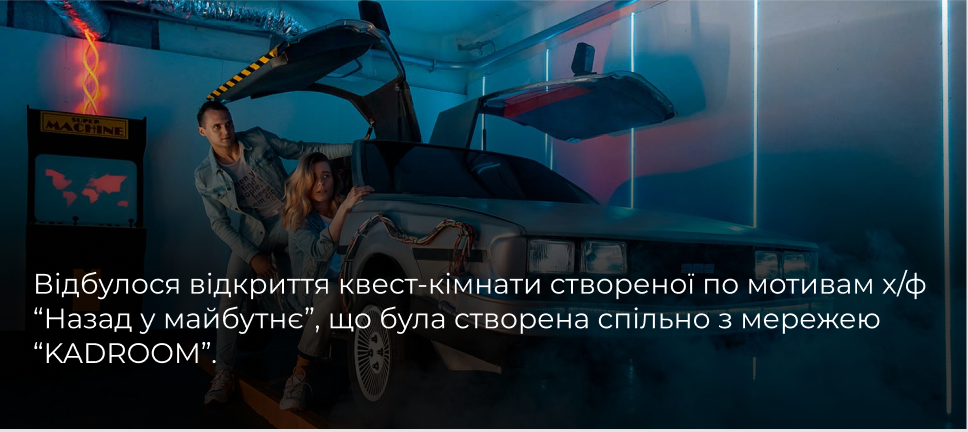 SUPER
MACHINE
Відбулося відкриття квест-кімнати створеної по мотивам х/ф
“Назад у майбутнє”, що була створена спільно з мережею
“KADROOM”.